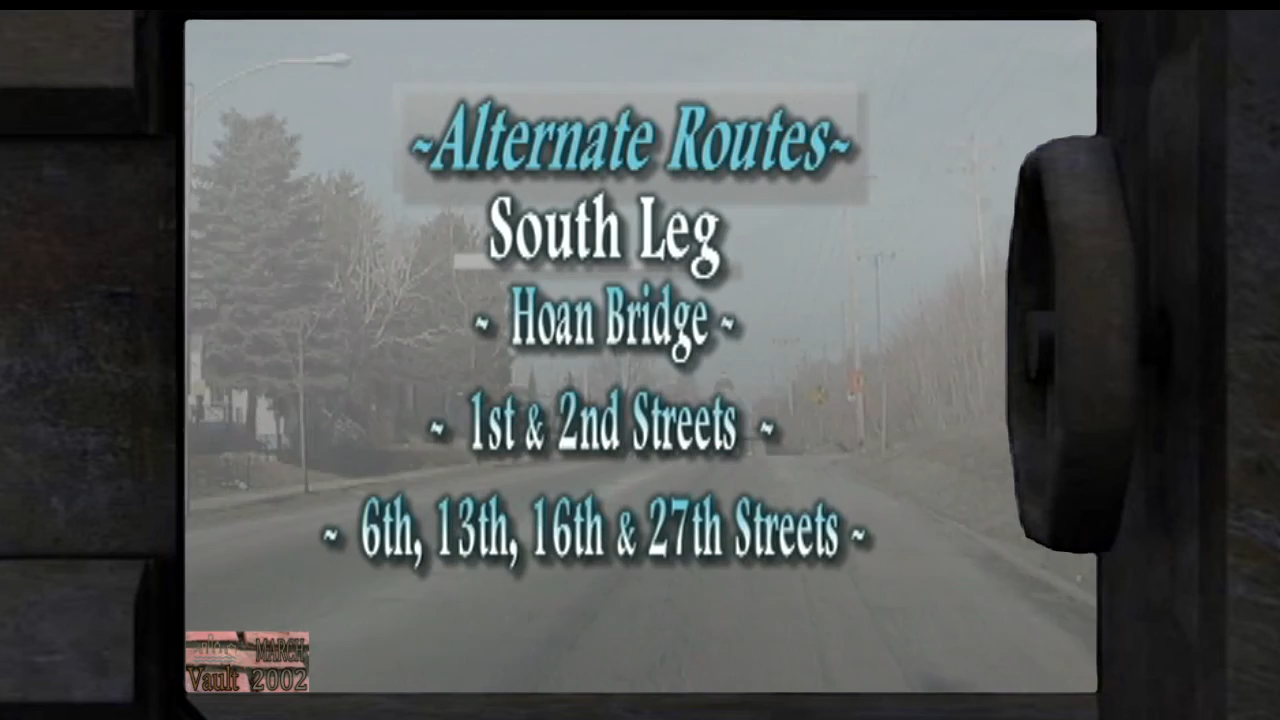 ~Alternate Routes~
South Leg
~ Hoan Bridge ~
~ 1st & 2nd Streets ~
~ 6th, 13th, 16th & 27th Streets ~
MARCH
Vault 2002